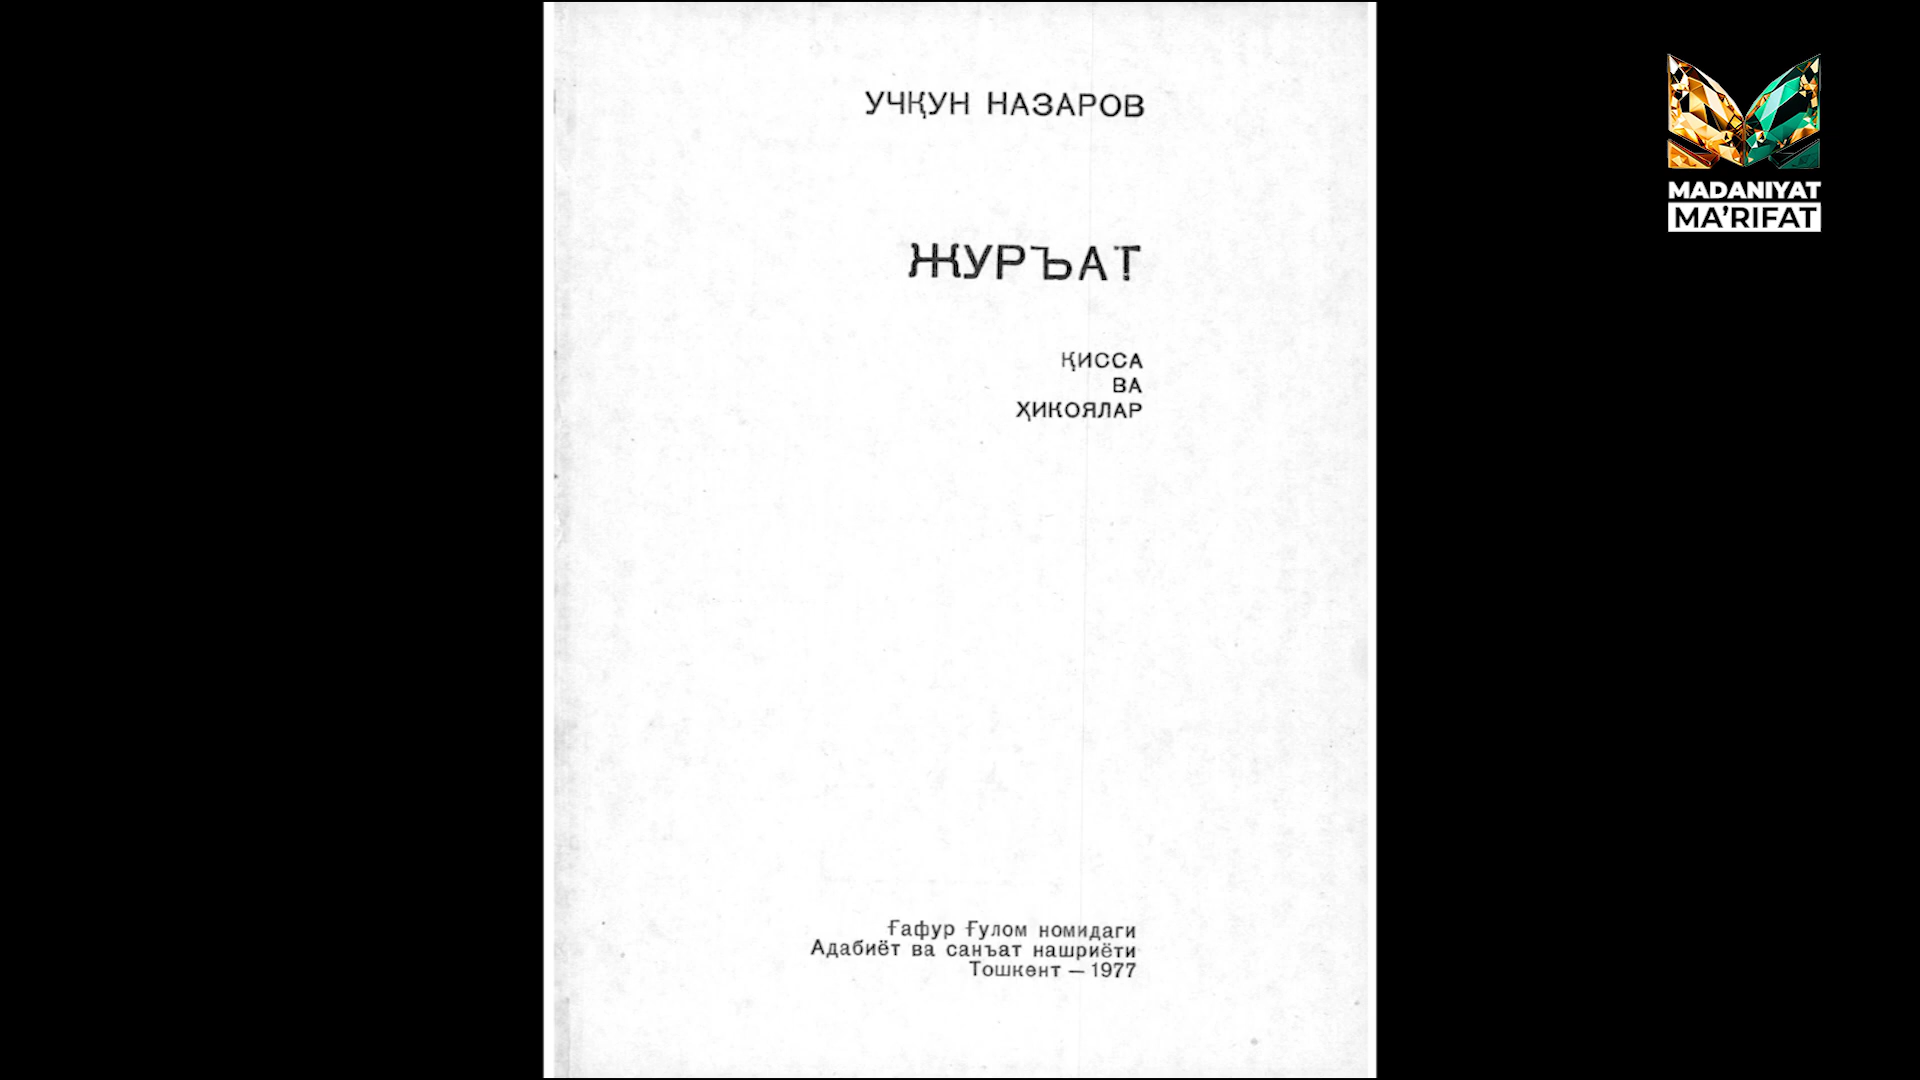 УЧҚУН НАЗАРОВ
ЖУРЪАТ
ҚИССА
ВА
ҲИКОЯЛАР
Ғафур Ғулом номидаги
Адабиёт ва санъат нашриёти
Тошкент — 1977
MADANIYAT
MA’RIFAT